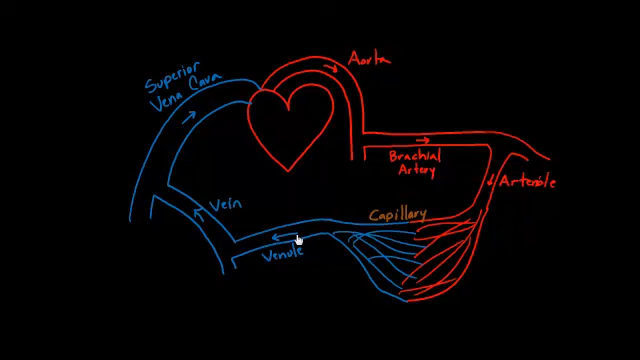 Superior
Vena Cava
Aorta
Brachial
Artery
Arteriole
Vein
Capillary
Venule